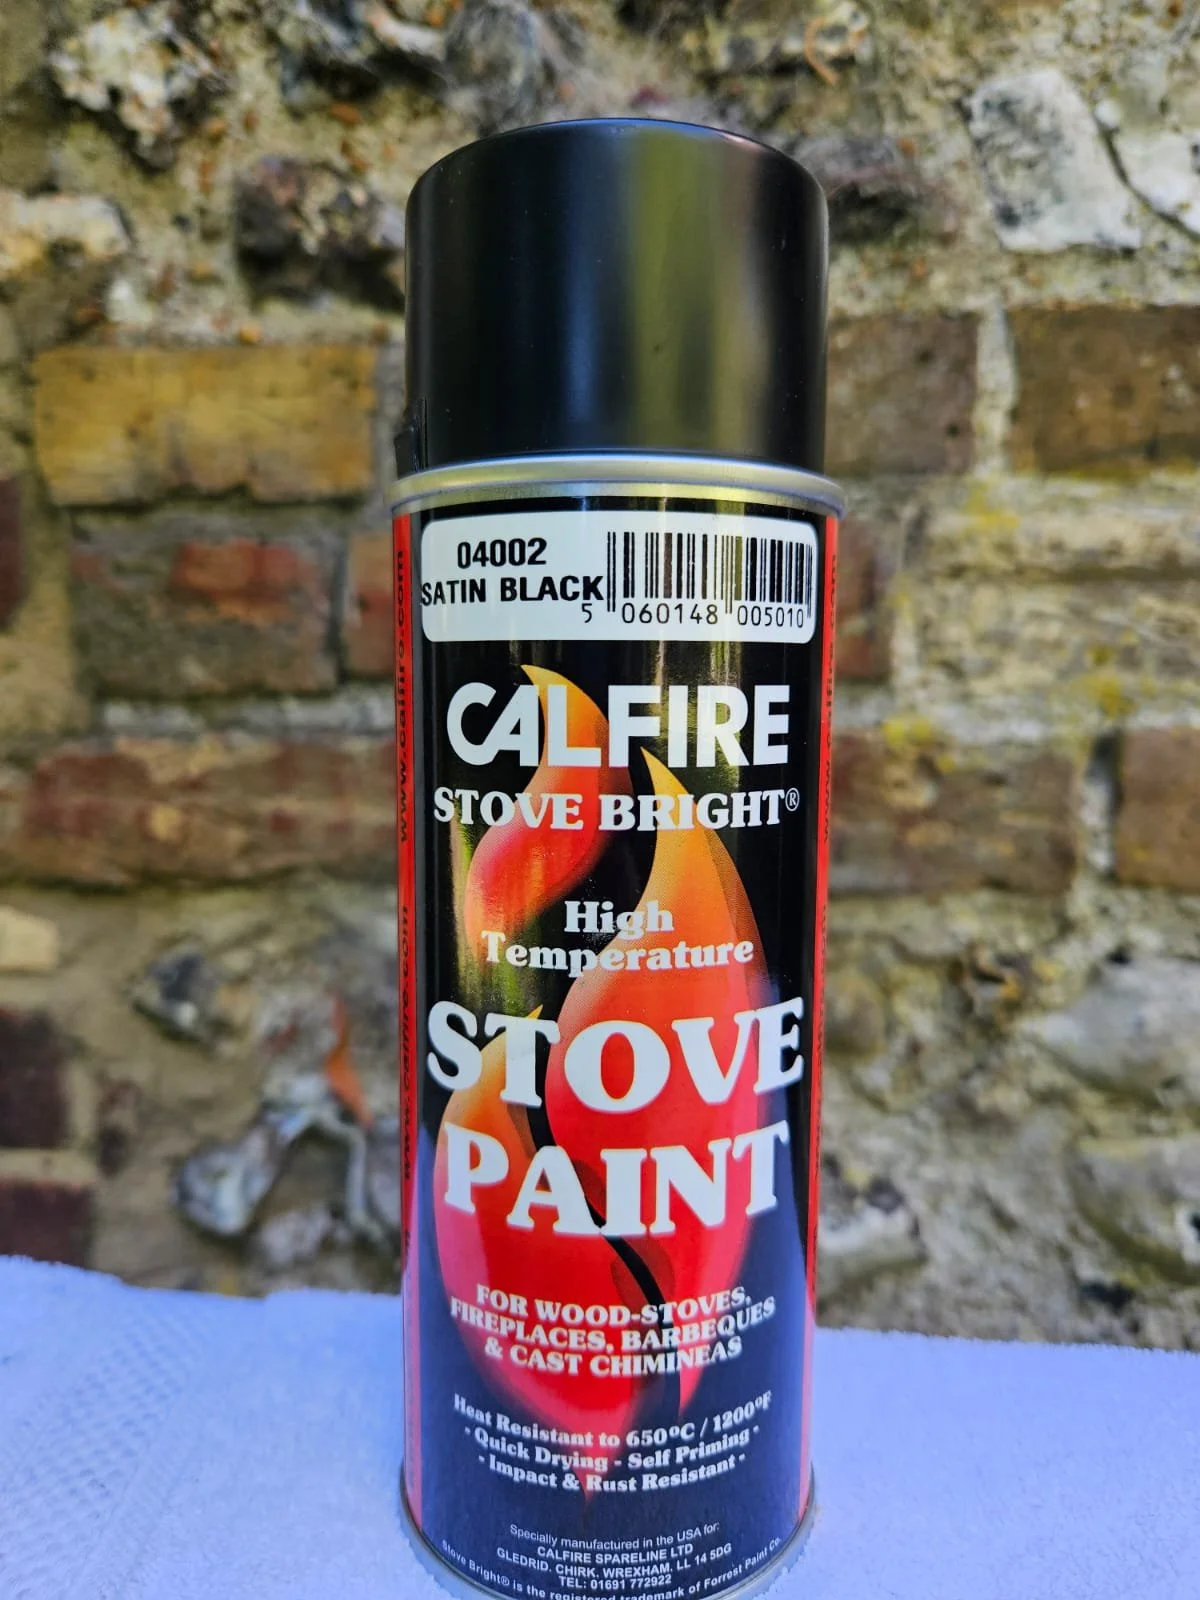 04002
SATIN BLACK
5 060148 005010
CALFIRE
STOVE BRIGHT®
High
Temperature
STOVE
PAINT
FOR WOOD-STOVES,
FIREPLACES, BARBEQUES
& CAST CHIMINEAS
Heat Resistant to 650ºC / 1200ºF
- Quick Drying - Self Priming -
- Impact & Rust Resistant -
Specially manufactured in the USA for:
CALFIRE SPARELINE LTD
GLEDRID, CHIRK, WREXHAM, LL 14 5DG
TEL: 01691 772922
Stove Bright® is the registered trademark of Forrest Paint Co.
www.calfire.com